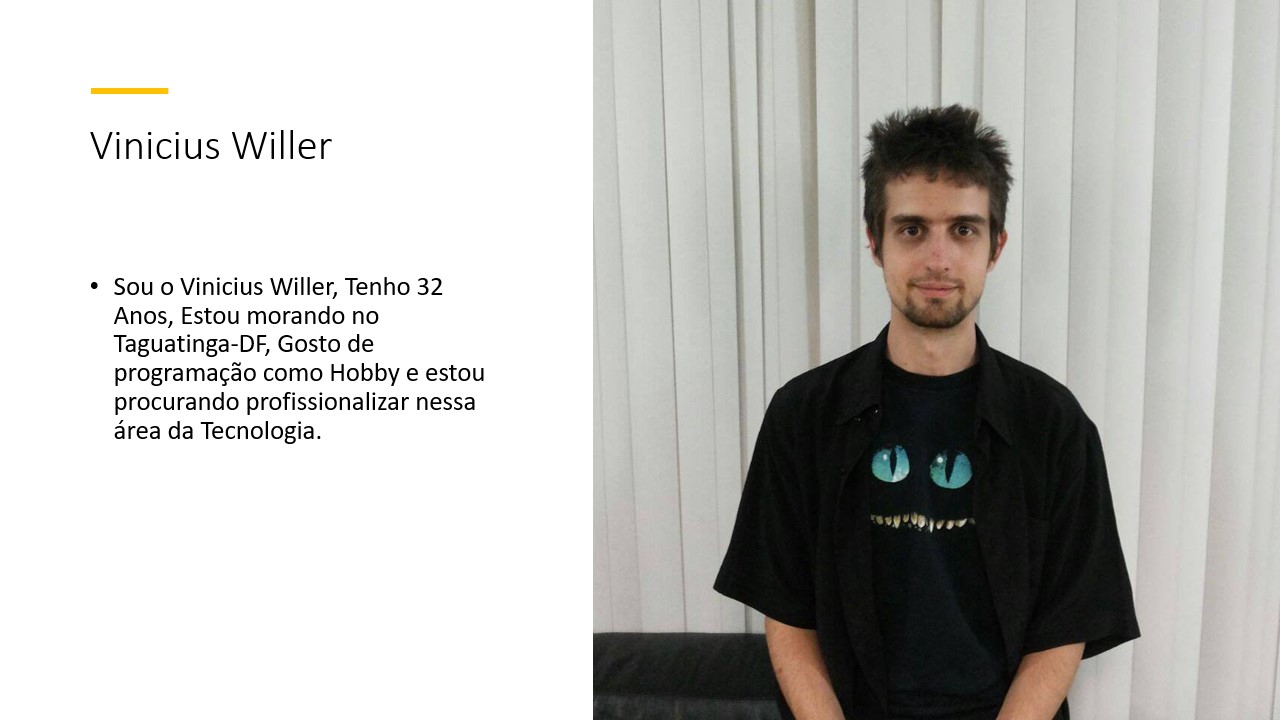 Vinicius Willer
• Sou o Vinicius Willer, Tenho 32
Anos, Estou morando no
Taguatinga-DF, Gosto de
programação como Hobby e estou
procurando profissionalizar nessa
área da Tecnologia.